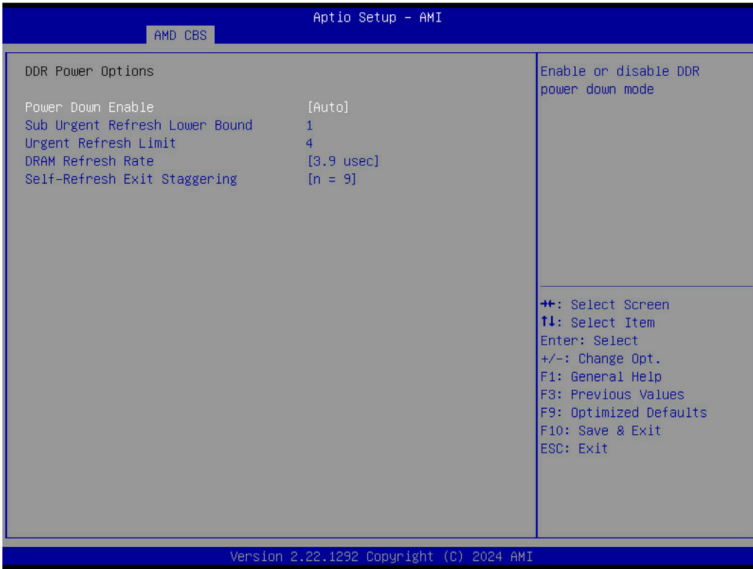 Aptio Setup – AMI
AMD CBS
DDR Power Options
Power Down Enable [Auto]
Sub Urgent Refresh Lower Bound 1
Urgent Refresh Limit 4
DRAM Refresh Rate [3.9 usec]
Self-Refresh Exit Staggering [n = 9]
Enable or disable DDR
power down mode
→←: Select Screen
↑↓: Select Item
Enter: Select
+/-: Change Opt.
F1: General Help
F3: Previous Values
F9: Optimized Defaults
F10: Save & Exit
ESC: Exit
Version 2.22.1292 Copyright (C) 2024 AMI